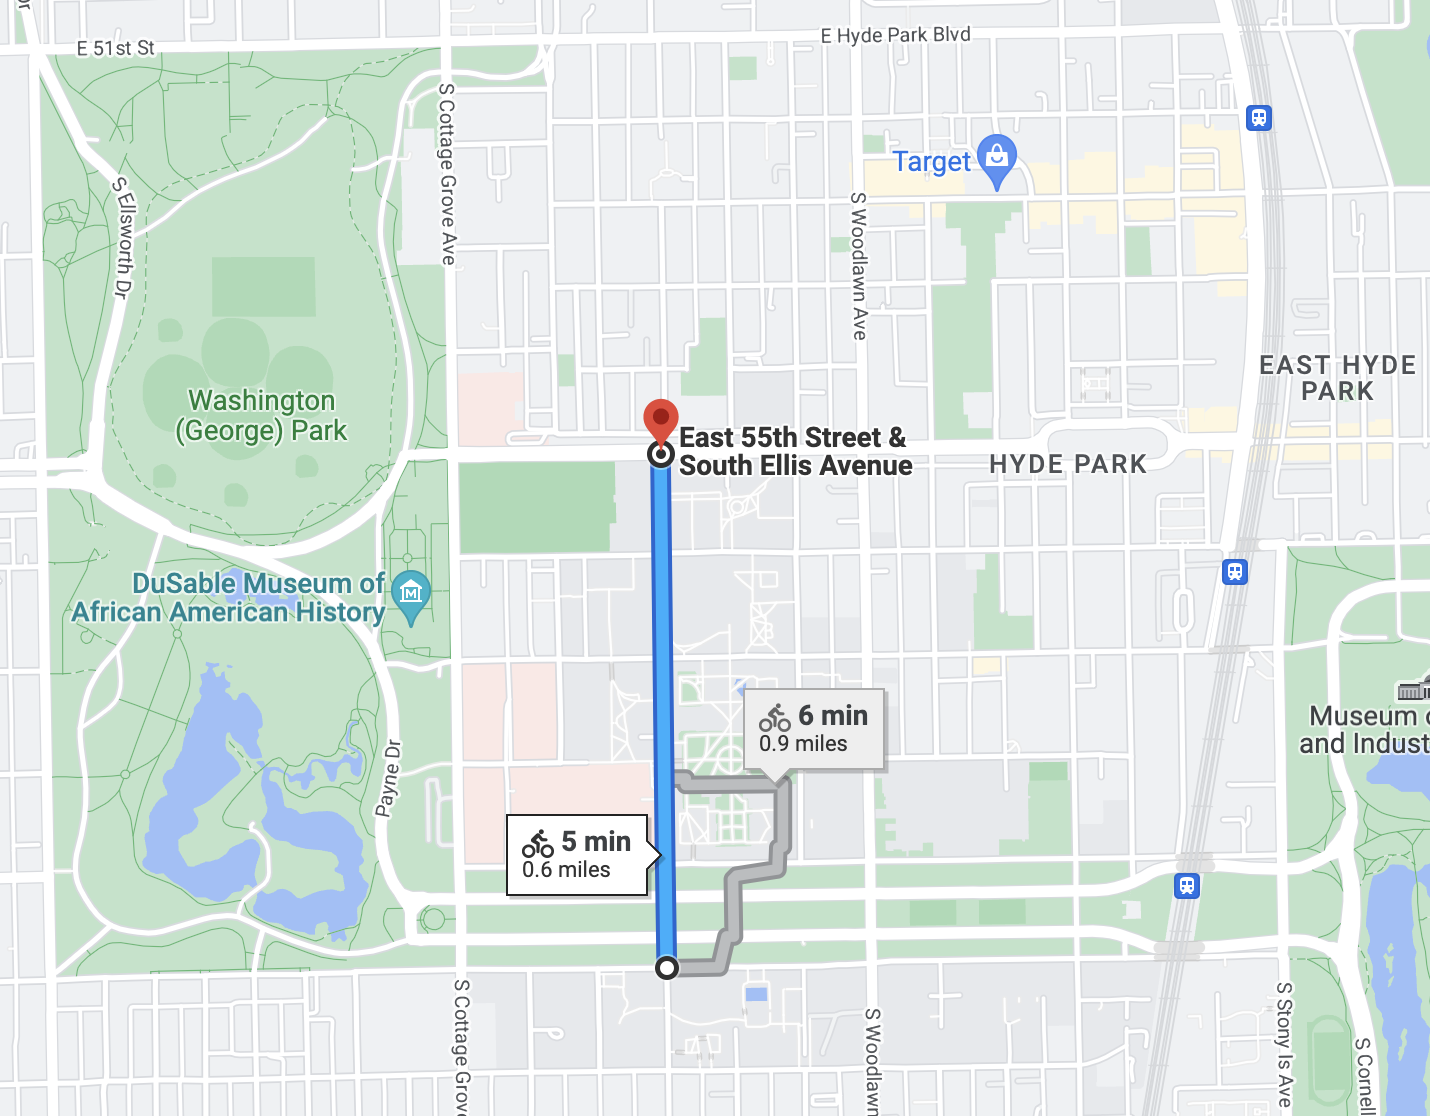 E 51st St
E Hyde Park Blvd
S Cottage Grove Ave
Target
S Ellsworth Dr
S Woodlawn Ave
EAST HYDE
PARK
Washington
(George) Park
East 55th Street &
South Ellis Avenue
HYDE PARK
DuSable Museum of
African American History
6 min
0.9 miles
Museum o
and Indust
Payne Dr
5 min
0.6 miles
S Cottage Grove
S Woodlawn
S Stony Is Ave
S Cornell